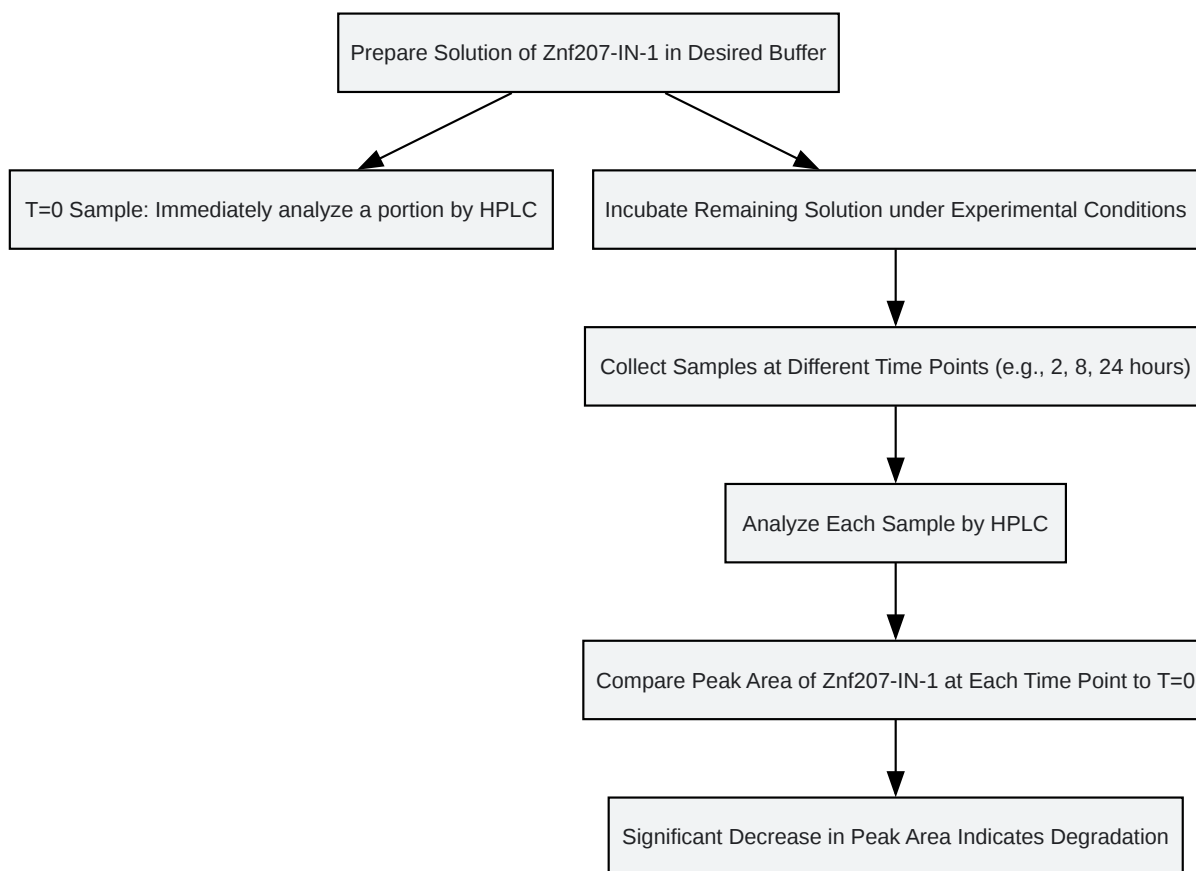 Prepare Solution of Znf207-IN-1 in Desired Buffer
T=0 Sample: Immediately analyze a portion by HPLC
Incubate Remaining Solution under Experimental Conditions
Collect Samples at Different Time Points (e.g., 2, 8, 24 hours)
Analyze Each Sample by HPLC
Compare Peak Area of Znf207-IN-1 at Each Time Point to T=0
Significant Decrease in Peak Area Indicates Degradation